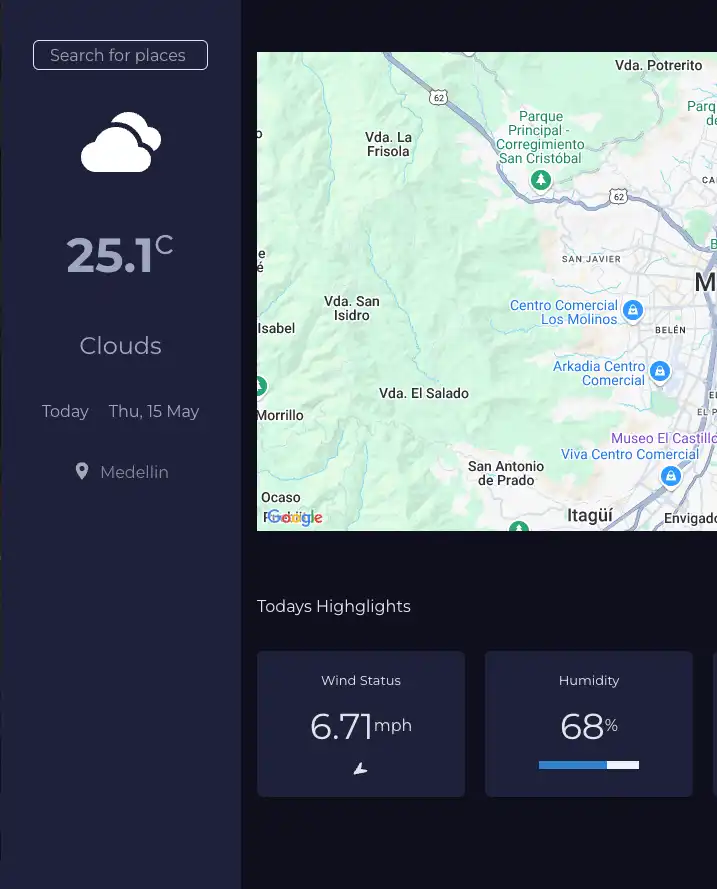 Search for places
25.1C
Clouds
Today Thu, 15 May
Medellin
Vda. Potrerito
62
Parque
Principal -
Corregimiento
San Cristóbal
Vda. La
Frisola
62
SAN JAVIER
Centro Comercial
Los Molinos
BELÉN
Vda. San
Isidro
Isabel
Arkadia Centro
Comercial
Vda. El Salado
Morrillo
Museo El Castillo
Viva Centro Comercial
San Antonio
de Prado
Ocaso
Google
Itagüí
Envigado
Todays Highglights
Wind Status
6.71mph
Humidity
68%